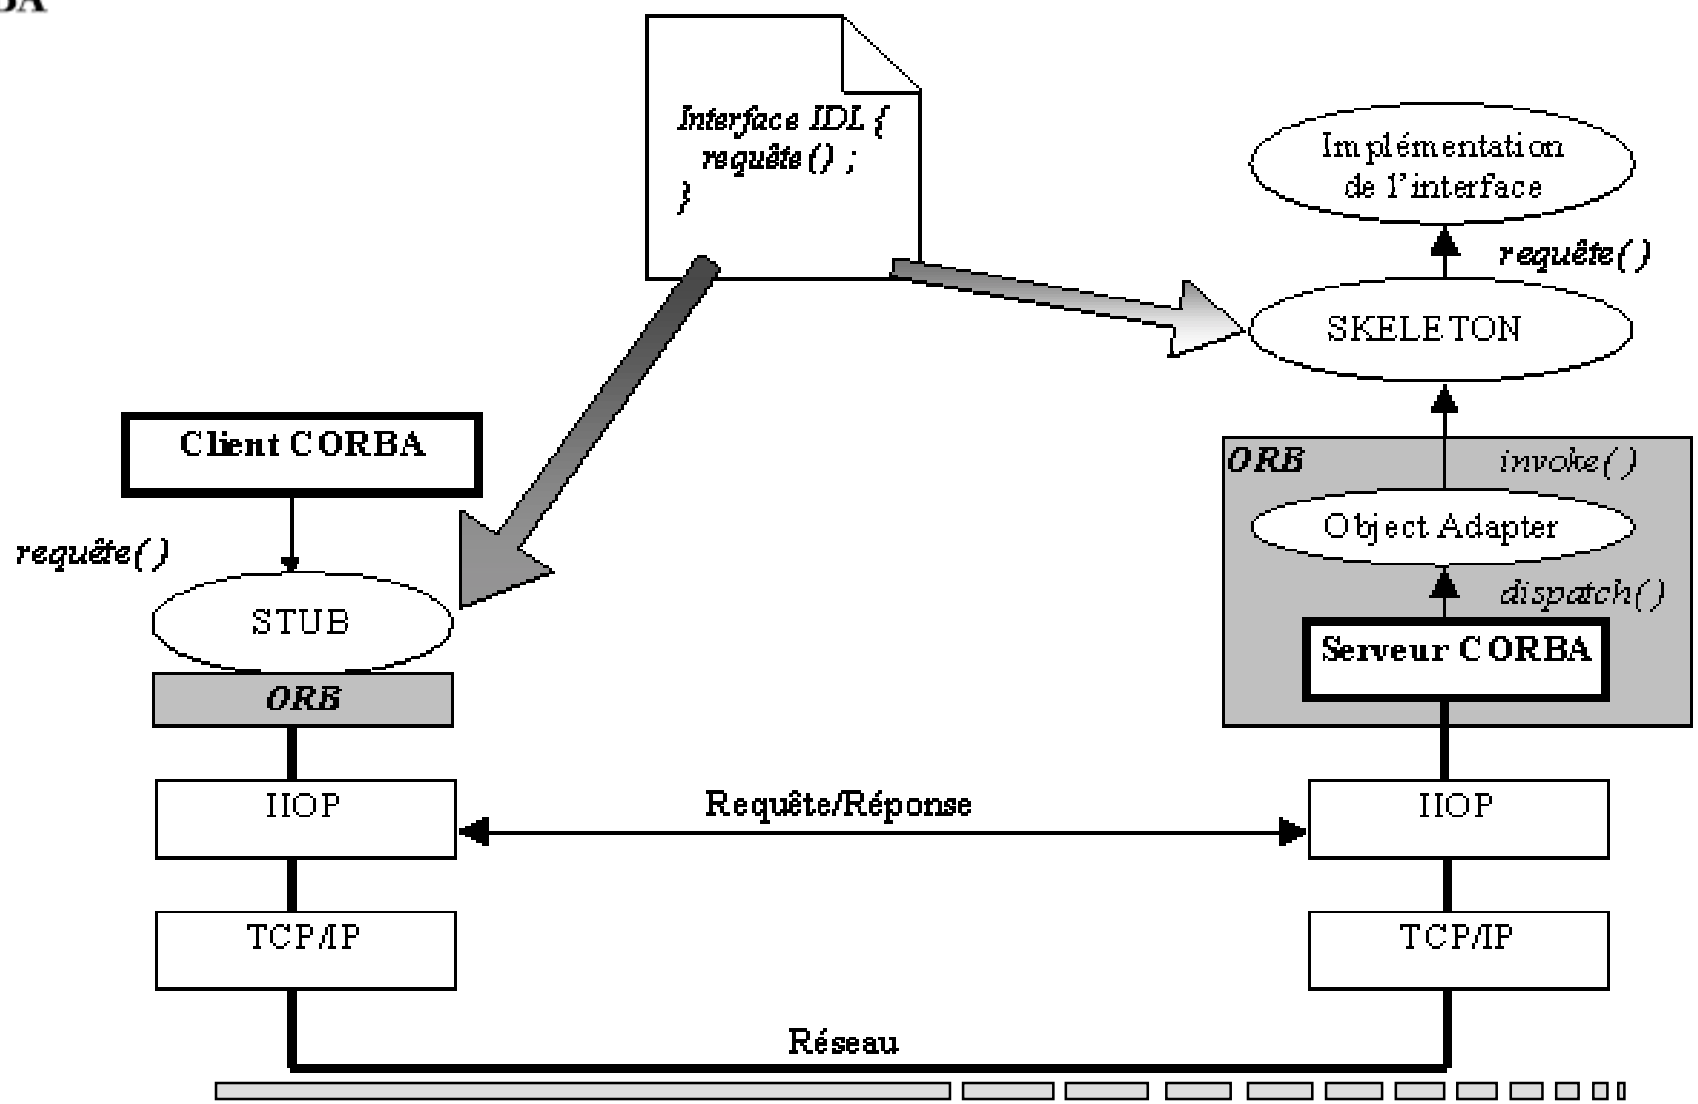 Interface IDL {
requête() ;
}
Implémentation
de l'interface
requête()
SKELETON
Client CORBA
ORB
invoke()
Object Adapter
requête()
dispatch()
STUB
Serveur CORBA
ORB
IIOP
Requête/Réponse
IIOP
TCP/IP
TCP/IP
Réseau